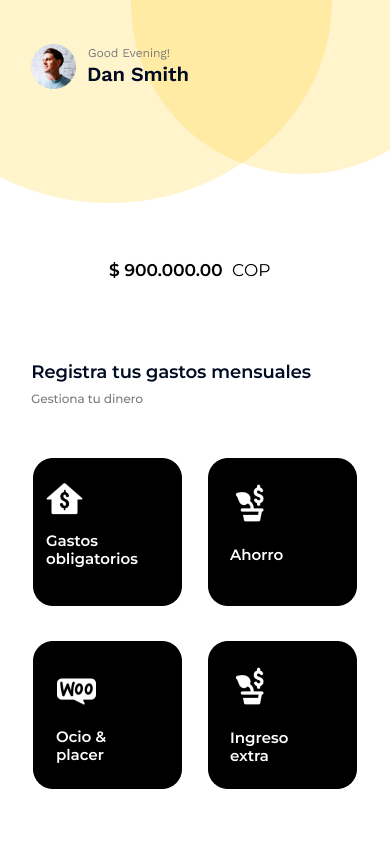 Good Evening!
Dan Smith
$ 900.000.00 COP
Registra tus gastos mensuales
Gestiona tu dinero
Gastos
obligatorios
Ahorro
Woo
Ocio &
placer
Ingreso
extra